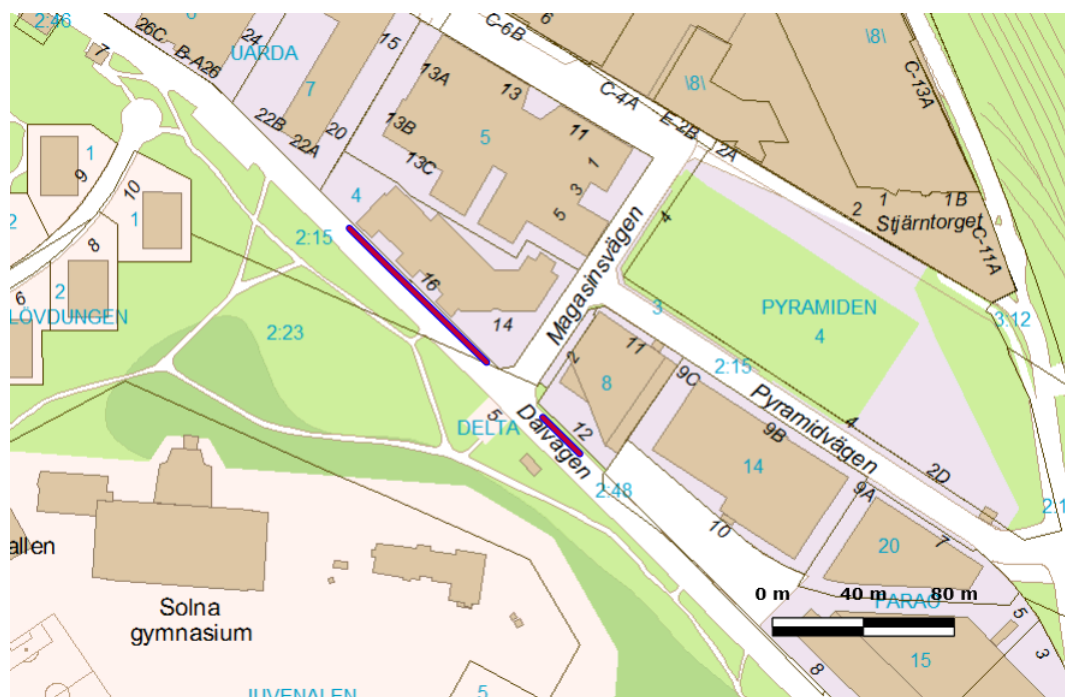 2:46
7
26C
B-A26
6
24
UARDA
15
C-6B
6
13A
13
7
22B
22A
20
13B
13C
5
11
1
3
5
C-4A
E-2B
2A
\8\
\8\
C-13A
2
1
1B
Stjärntorget
C-11A
1
9
10
1
8
2
2
6
LÖVDUNGEN
2:15
4
16
14
2:23
Magasinsvägen
4
3
PYRAMIDEN
4
3:12
2:15
2
11
8
9C
Pyramidvägen
4
9B
14
2D
9A
2:1
DELTA
5
Dalvägen
12
2:48
10
20
7
allen
Solna
gymnasium
0 m 40 m 80 m
FARAO
5
3
15
8
JUVENALEN
5